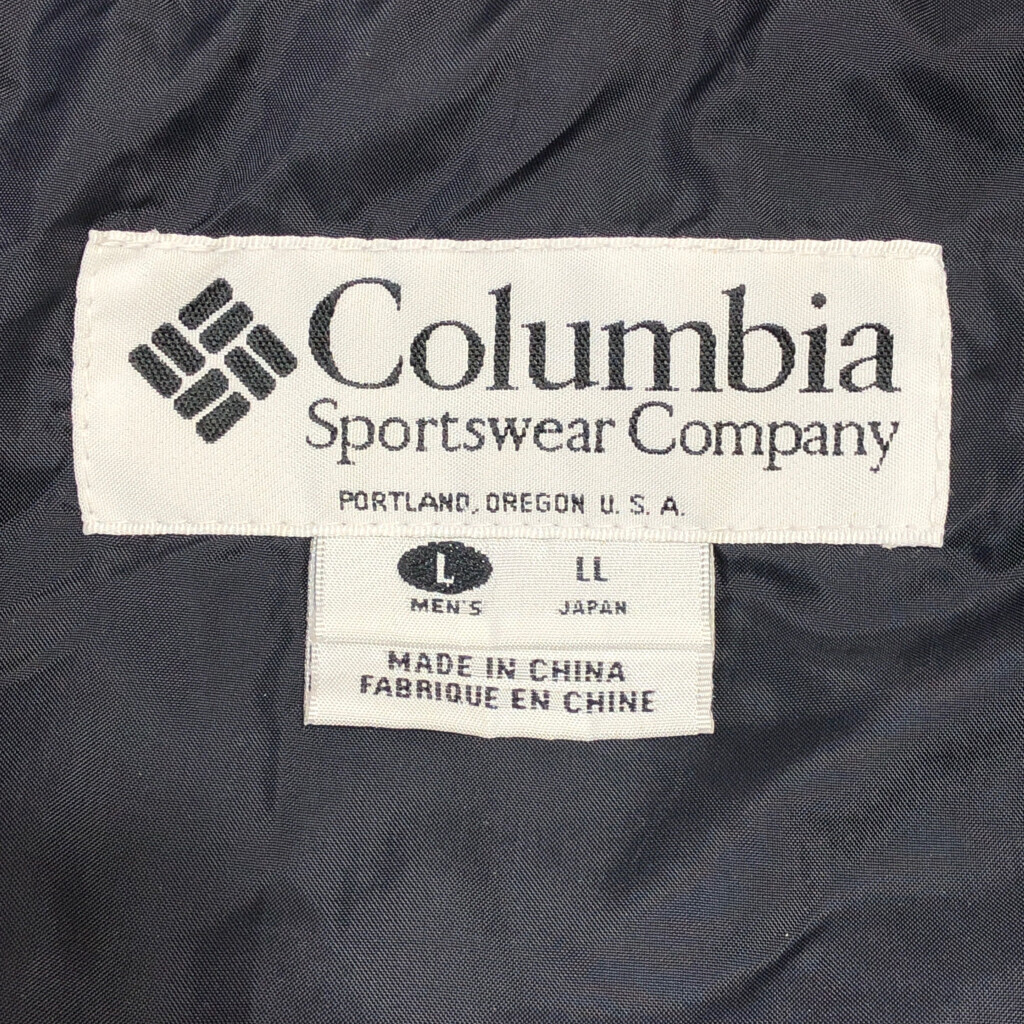 Columbia
Sportswear Company
PORTLAND, OREGON U. S. A.
L LL
MEN'S JAPAN
MADE IN CHINA
FABRIQUE EN CHINE